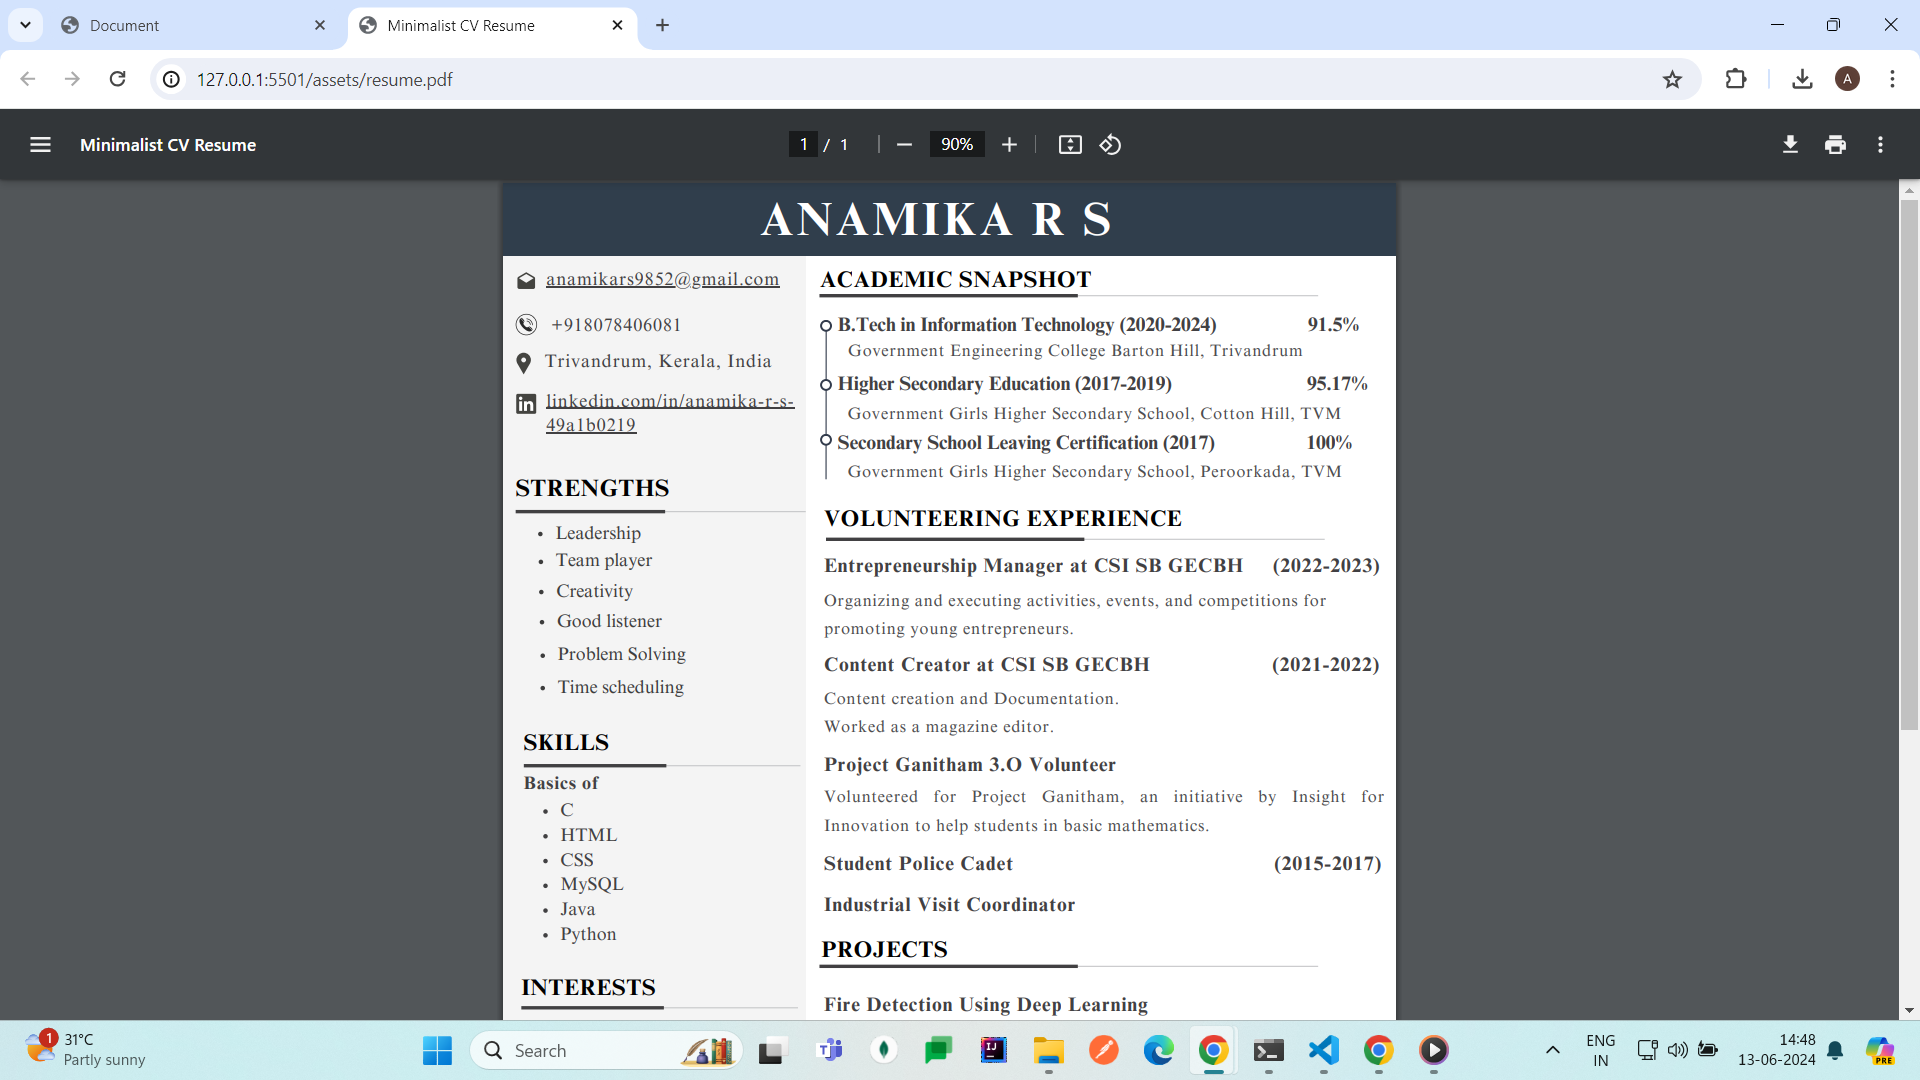 Document
Minimalist CV Resume
127.0.0.1:5501/assets/resume.pdf
A
Minimalist CV Resume
1 / 1
90%
ANAMIKA R S
anamikars9852@gmail.com
+918078406081
Trivandrum, Kerala, India
linkedin.com/in/anamika-r-s-
49a1b0219
STRENGTHS
• Leadership
• Team player
• Creativity
• Good listener
• Problem Solving
• Time scheduling
SKILLS
Basics of
• C
• HTML
• CSS
• MySQL
• Java
• Python
INTERESTS
ACADEMIC SNAPSHOT
B.Tech in Information Technology (2020-2024) 91.5%
Government Engineering College Barton Hill, Trivandrum
Higher Secondary Education (2017-2019) 95.17%
Government Girls Higher Secondary School, Cotton Hill, TVM
Secondary School Leaving Certification (2017) 100%
Government Girls Higher Secondary School, Peroorkada, TVM
VOLUNTEERING EXPERIENCE
Entrepreneurship Manager at CSI SB GECBH (2022-2023)
Organizing and executing activities, events, and competitions for
promoting young entrepreneurs.
Content Creator at CSI SB GECBH (2021-2022)
Content creation and Documentation.
Worked as a magazine editor.
Project Ganitham 3.O Volunteer
Volunteered for Project Ganitham, an initiative by Insight for
Innovation to help students in basic mathematics.
Student Police Cadet (2015-2017)
Industrial Visit Coordinator
PROJECTS
Fire Detection Using Deep Learning
1
31°C
Partly sunny
Search
IJ
ENG
IN
14:48
13-06-2024
PRE